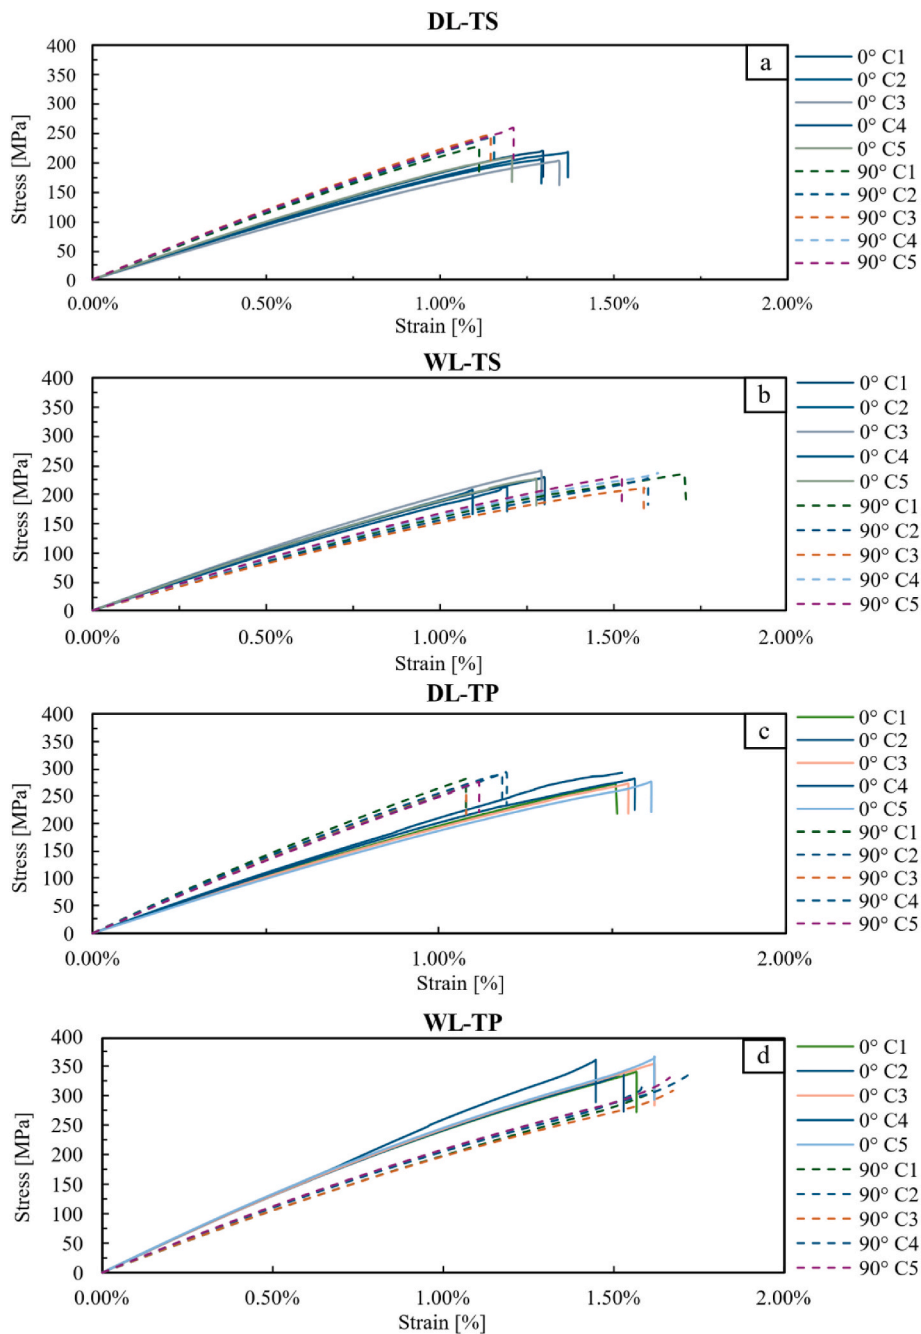 DL-TS
400
350
300
250
200
150
100
50
0
Stress [MPa]
a
0.00%
0.50%
1.00%
1.50%
2.00%
Strain [%]
0° C1
0° C2
0° C3
0° C4
0° C5
90° C1
90° C2
90° C3
90° C4
90° C5
WL-TS
400
350
300
250
200
150
100
50
0
Stress [MPa]
b
0.00%
0.50%
1.00%
1.50%
2.00%
Strain [%]
0° C1
0° C2
0° C3
0° C4
0° C5
90° C1
90° C2
90° C3
90° C4
90° C5
DL-TP
400
350
300
250
200
150
100
50
0
Stress [MPa]
c
0.00%
1.00%
2.00%
Strain [%]
0° C1
0° C2
0° C3
0° C4
0° C5
90° C1
90° C2
90° C3
90° C4
90° C5
WL-TP
400
350
300
250
200
150
100
50
0
Stress [MPa]
d
0.00%
0.50%
1.00%
1.50%
2.00%
Strain [%]
0° C1
0° C2
0° C3
0° C4
0° C5
90° C1
90° C2
90° C3
90° C4
90° C5